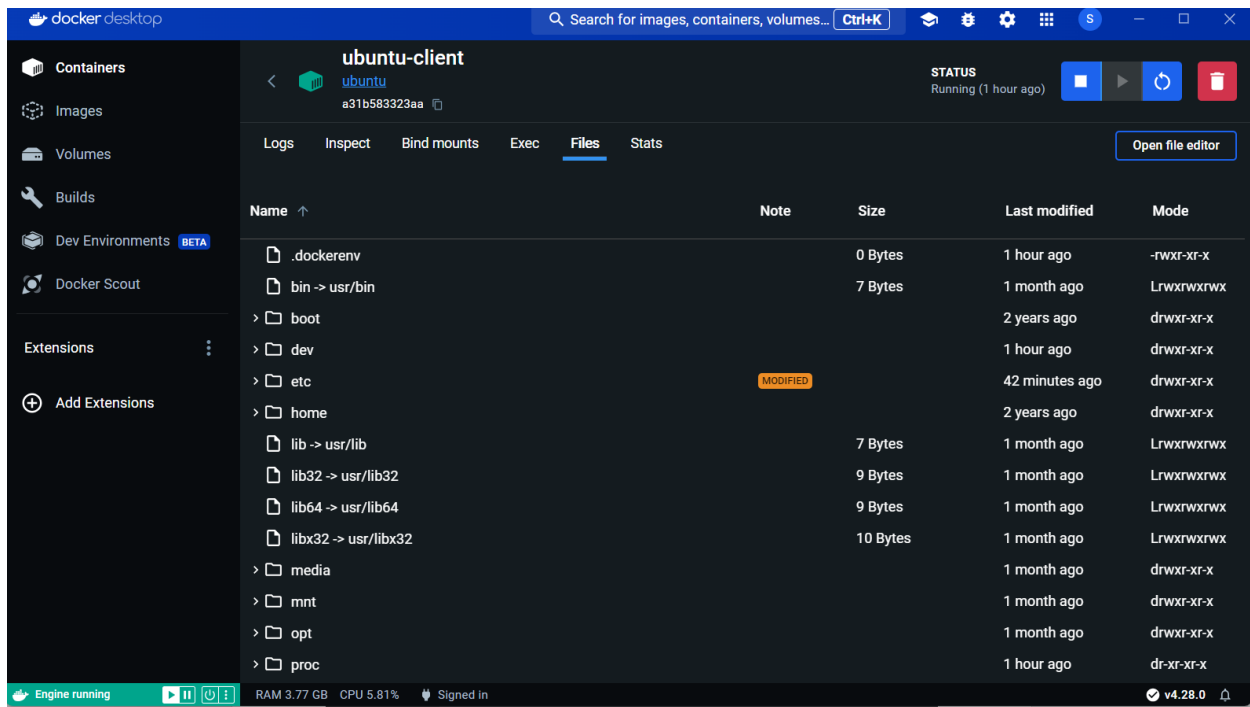 docker desktop
Search for images, containers, volumes... Ctrl+K
S
Containers
Images
Volumes
Builds
Dev Environments BETA
Docker Scout
Extensions
Add Extensions
ubuntu-client
ubuntu
a31b583323aa
STATUS
Running (1 hour ago)
Logs Inspect Bind mounts Exec Files Stats
Open file editor
Name Note Size Last modified Mode
.dockerenv 0 Bytes 1 hour ago -rwxr-xr-x
bin -> usr/bin 7 Bytes 1 month ago Lrwxrwxrwx
boot 2 years ago drwxr-xr-x
dev 1 hour ago drwxr-xr-x
etc MODIFIED 42 minutes ago drwxr-xr-x
home 2 years ago drwxr-xr-x
lib -> usr/lib 7 Bytes 1 month ago Lrwxrwxrwx
lib32 -> usr/lib32 9 Bytes 1 month ago Lrwxrwxrwx
lib64 -> usr/lib64 9 Bytes 1 month ago Lrwxrwxrwx
libx32 -> usr/libx32 10 Bytes 1 month ago Lrwxrwxrwx
media 1 month ago drwxr-xr-x
mnt 1 month ago drwxr-xr-x
opt 1 month ago drwxr-xr-x
proc 1 hour ago dr-xr-xr-x
Engine running
RAM 3.77 GB CPU 5.81% Signed in
v4.28.0